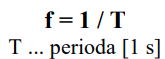 f = 1 / T
T ... perioda [1 s]